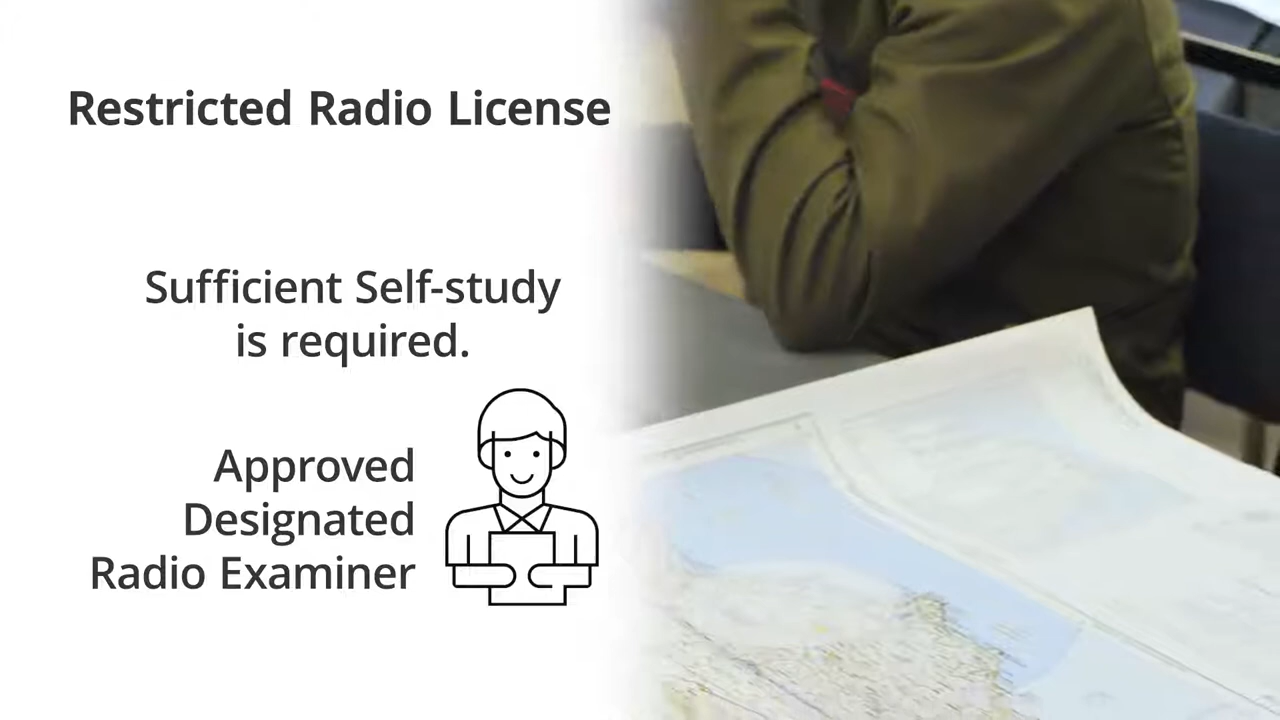 Restricted Radio License
Sufficient Self-study
is required.
Approved
Designated
Radio Examiner